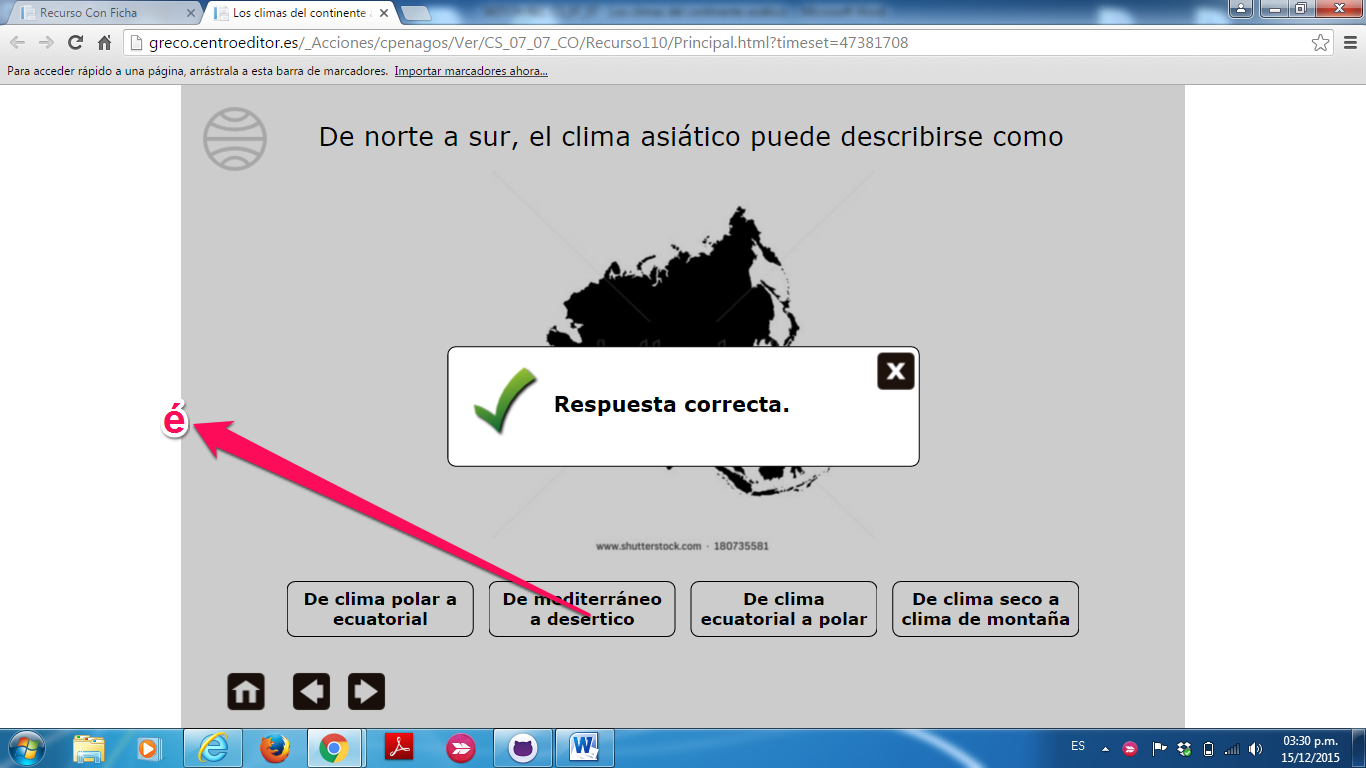 Recurso Con Ficha
Los climas del continente a
greco.centroeditor.es/_Acciones/cpenagos/Ver/CS_07_07_CO/Recurso110/Principal.html?timeset=47381708
Para acceder rápido a una página, arrástrala a esta barra de marcadores. Importar marcadores ahora...
De norte a sur, el clima asiático puede describirse como
X
Respuesta correcta.
é
www.shutterstock.com · 180735581
De clima polar a
ecuatorial
De mediterráneo
a desertico
De clima
ecuatorial a polar
De clima seco a
clima de montaña
ES
03:30 p.m.
15/12/2015